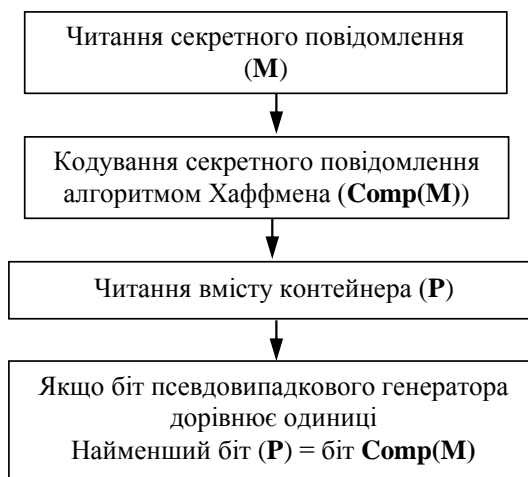 Читання секретного повідомлення
(M)
Кодування секретного повідомлення
алгоритмом Хаффмена (Comp(M))
Читання вмісту контейнера (P)
Якщо біт псевдовипадкового генератора
дорівнює одиниці
Найменший біт (P) = біт Comp(M)